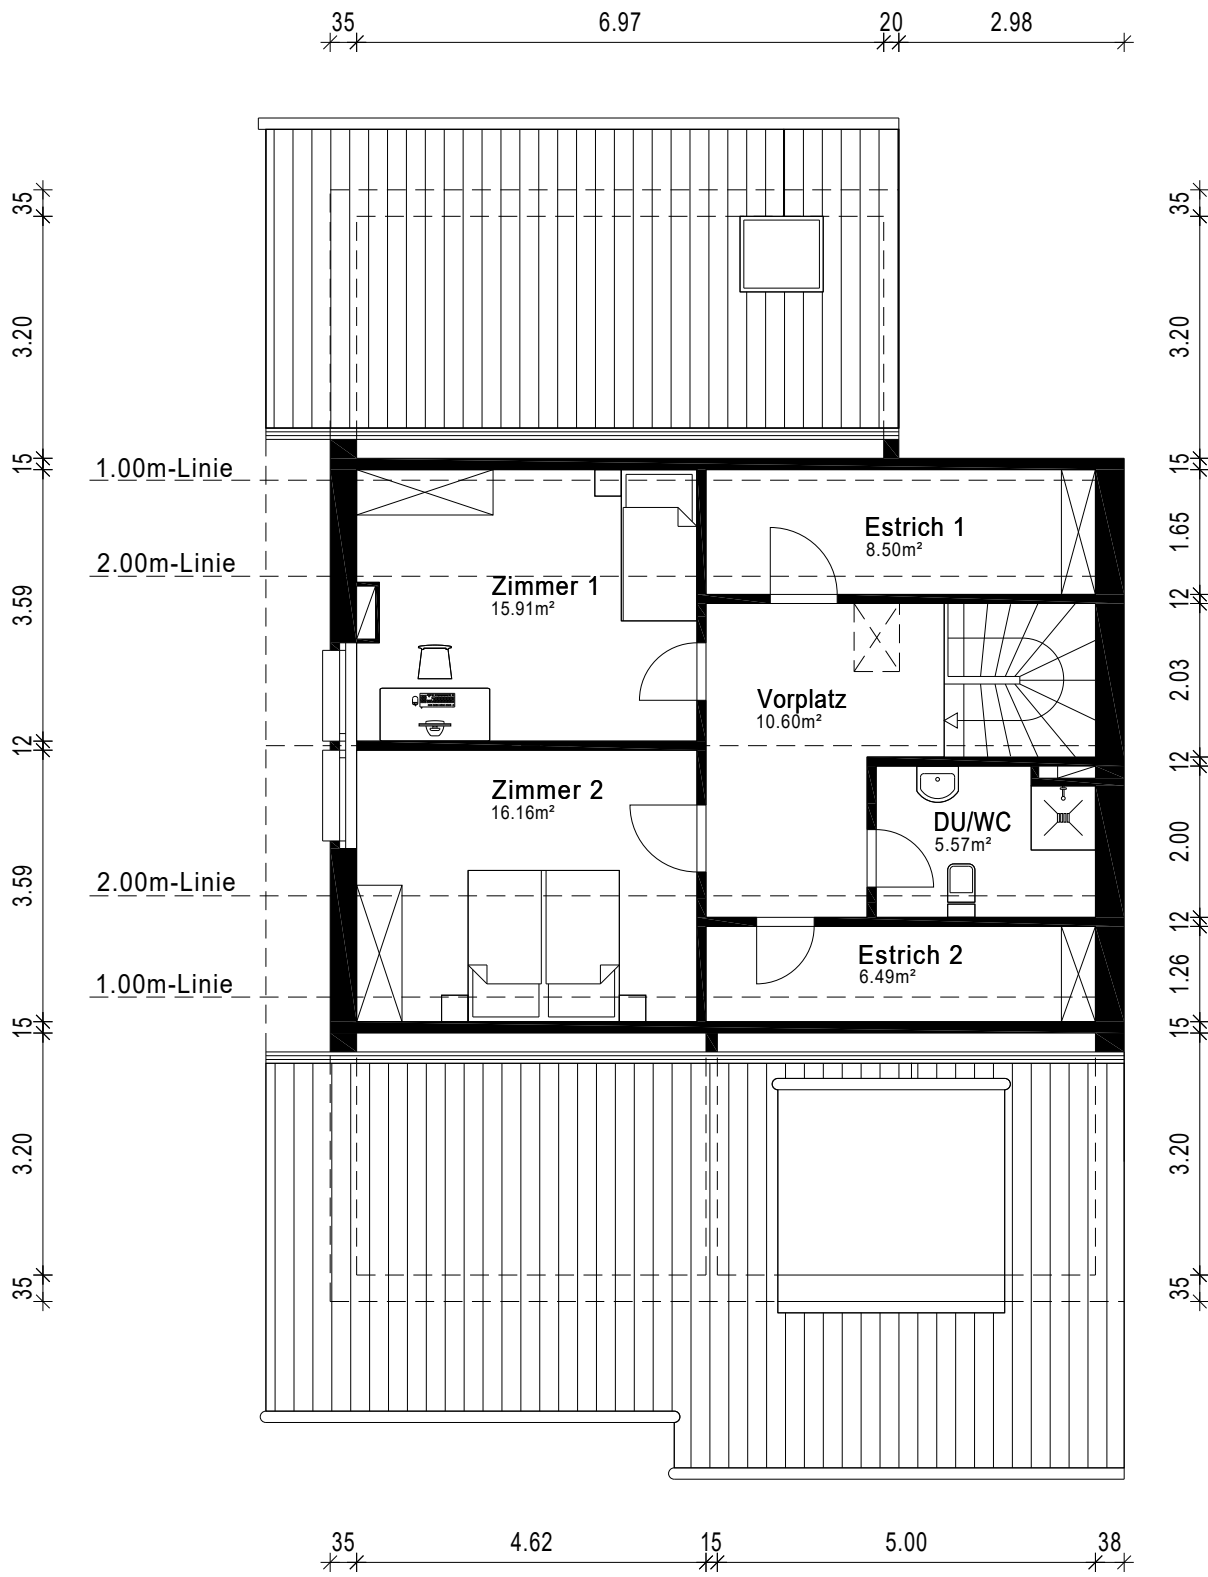 35 6.97 20 2.98
35
3.20
15
3.59
12
3.59
15
3.20
35
1.00m-Linie
2.00m-Linie
2.00m-Linie
1.00m-Linie
Zimmer 1
15.91m²
Estrich 1
8.50m²
Vorplatz
10.60m²
Zimmer 2
16.16m²
DU/WC
5.57m²
Estrich 2
6.49m²
35
3.20
15
1.65
12
2.03
12
2.00
12
1.26
15
3.20
35
35 4.62 15 5.00 38